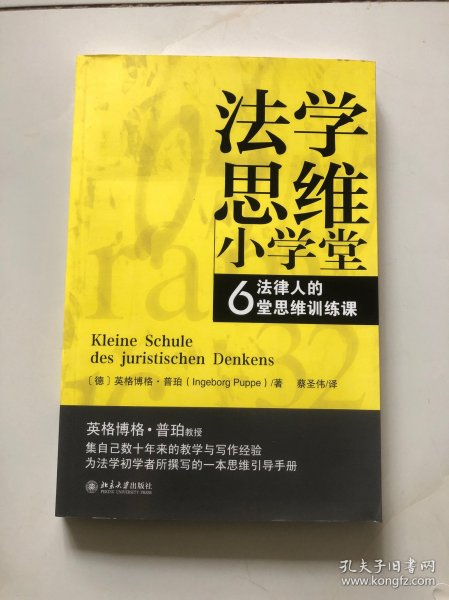 法学
思维
小学堂
法律人的
6堂思维训练课
Kleine Schule
des juristischen Denkens
〔德〕英格博格·普珀（Ingeborg Puppe）/著 蔡圣伟/译
英格博格·普珀教授
集自己数十年来的教学与写作经验
为法学初学者所撰写的一本思维引导手册
北京大学出版社
孔夫子旧书网
www.kongfz.com